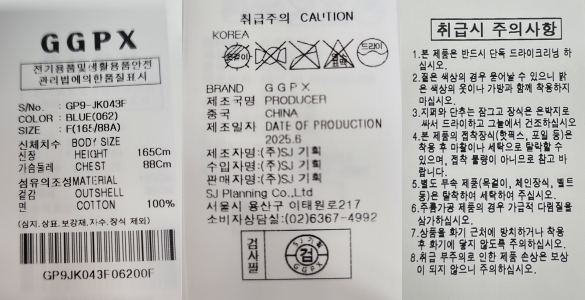 GGPX
전기용품및생활용품안전
관리법에의한품질표시
S/No. : GP9-JK043F
COLOR : BLUE(062)
SIZE : F(165/88A)
신체치수 BODY SIZE
신장 HEIGHT 165Cm
가슴둘레 CHEST 88Cm
섬유의조성MATERIAL
겉감 OUTSHELL
면 COTTON 100%
(심지,상표,보강재,자수,장식 제외)
GP9JK043F06200F
취급주의 CAUTION
KOREA
드라이
BRAND G G P X
제조국명 PRODUCER
중국 CHINA
제조일자 DATE OF PRODUCTION
2025.6
제조자명:(주)SJ 기획
수입자명:(주)SJ 기획
판매자명:(주)SJ 기획
SJ Planning Co.,Ltd
서울시 용산구 이태원로217
소비자상담실:(02)6367-4992
검사필
SJ기획
검
GGPX
취급시 주의사항
1.본 제품은 반드시 단독 드라이크리닝 하
십시오.
2.짙은 색상의 경우 묻어날 수 있으니 밝
은 색상의 옷이나 가방과 함께 착용하지
마십시오.
3.지퍼와 단추는 잠그고 장식은 은박지로
싸서 드라이하고 그늘에서 건조하십시오
4.본 제품의 접착장식(핫픽스, 포일 등)은
착용 후 마찰이나 세탁으로 탈락할 수
있으며, 접착 물량이 아니므로 참고 바
랍니다.
5.별도 부속 제품(목걸이, 체인장식, 벨트
등)은 탈착하여 세탁하여 주십시오.
6.주름가공 제품의 경우 가급적 다림질을
삼가하십시오.
7.상품을 화기 근처에 방치하거나 착용
후 화기에 닿지 않도록 주의하십시오.
8.취급 부주의로 인한 제품 손상은 보상
이 되지 않으니 주의하십시오.